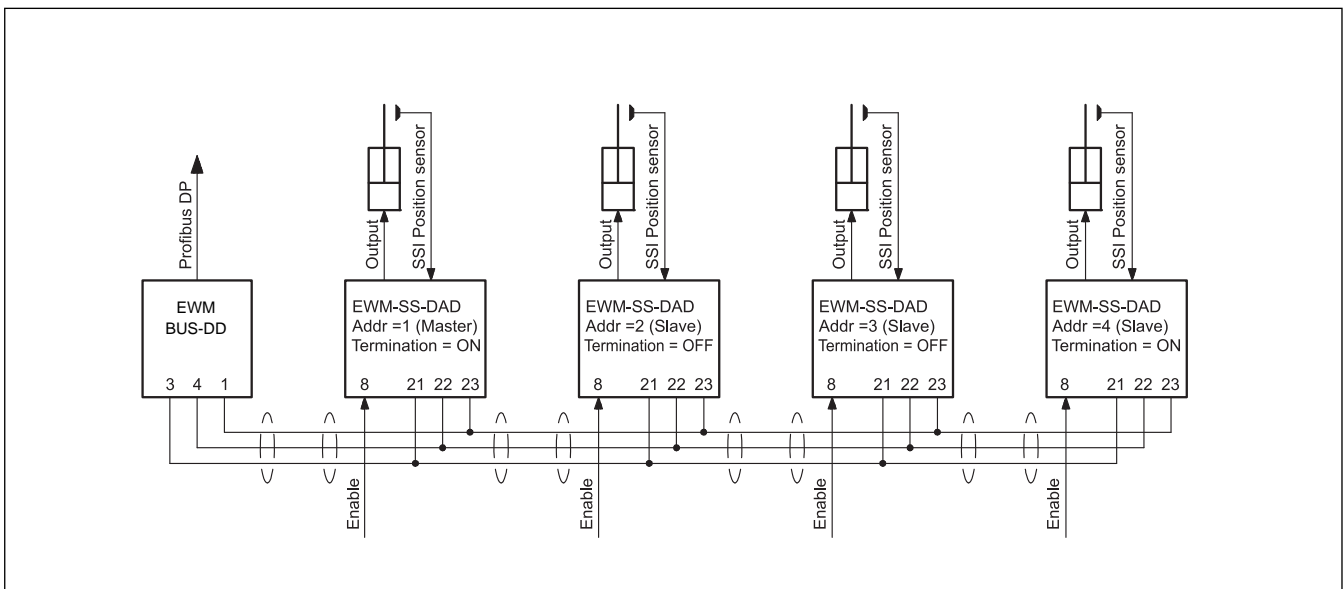 Profibus DP
Output
SSI Position sensor
Output
SSI Position sensor
Output
SSI Position sensor
Output
SSI Position sensor
EWM
BUS-DD
3 4 1
EWM-SS-DAD
Addr =1 (Master)
Termination = ON
8 21 22 23
EWM-SS-DAD
Addr =2 (Slave)
Termination = OFF
8 21 22 23
EWM-SS-DAD
Addr =3 (Slave)
Termination = OFF
8 21 22 23
EWM-SS-DAD
Addr =4 (Slave)
Termination = ON
8 21 22 23
Enable
Enable
Enable
Enable